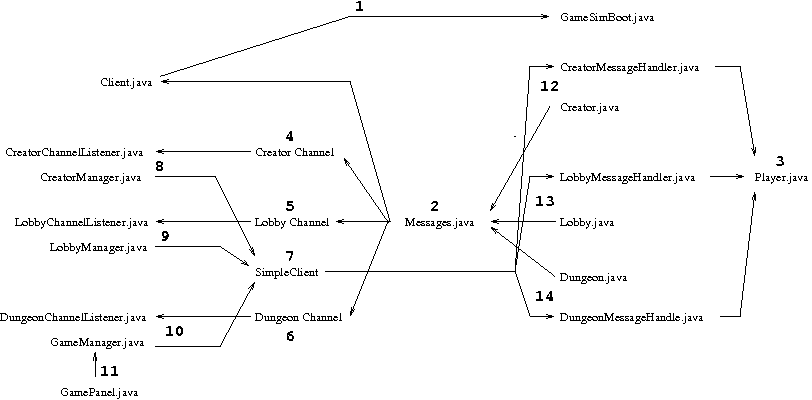 1
GameSimBoot.java
Client.java
CreatorMessageHandler.java
12
Creator.java
4
CreatorChannelListener.java
Creator Channel
8
3
CreatorManager.java
LobbyMessageHandler.java
Player.java
5
2
13
LobbyChannelListener.java
Lobby Channel
Messages.java
Lobby.java
9
LobbyManager.java
7
SimpleClient
Dungeon.java
14
DungeonChannelListener.java
Dungeon Channel
DungeonMessageHandle.java
10
6
GameManager.java
11
GamePanel.java